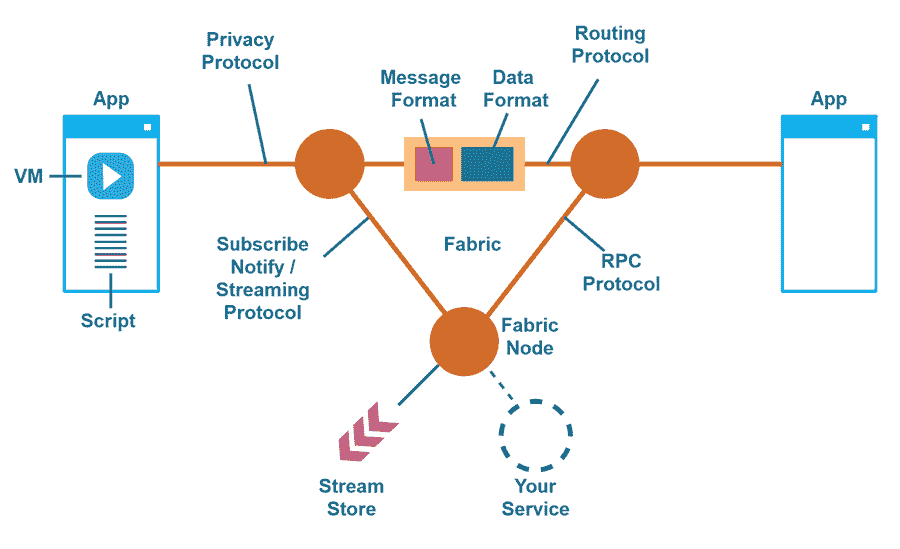 Privacy
Protocol
Routing
Protocol
Message
Format
Data
Format
App
App
VM
Subscribe
Notify /
Streaming
Protocol
Fabric
RPC
Protocol
Script
Fabric
Node
Stream
Store
Your
Service